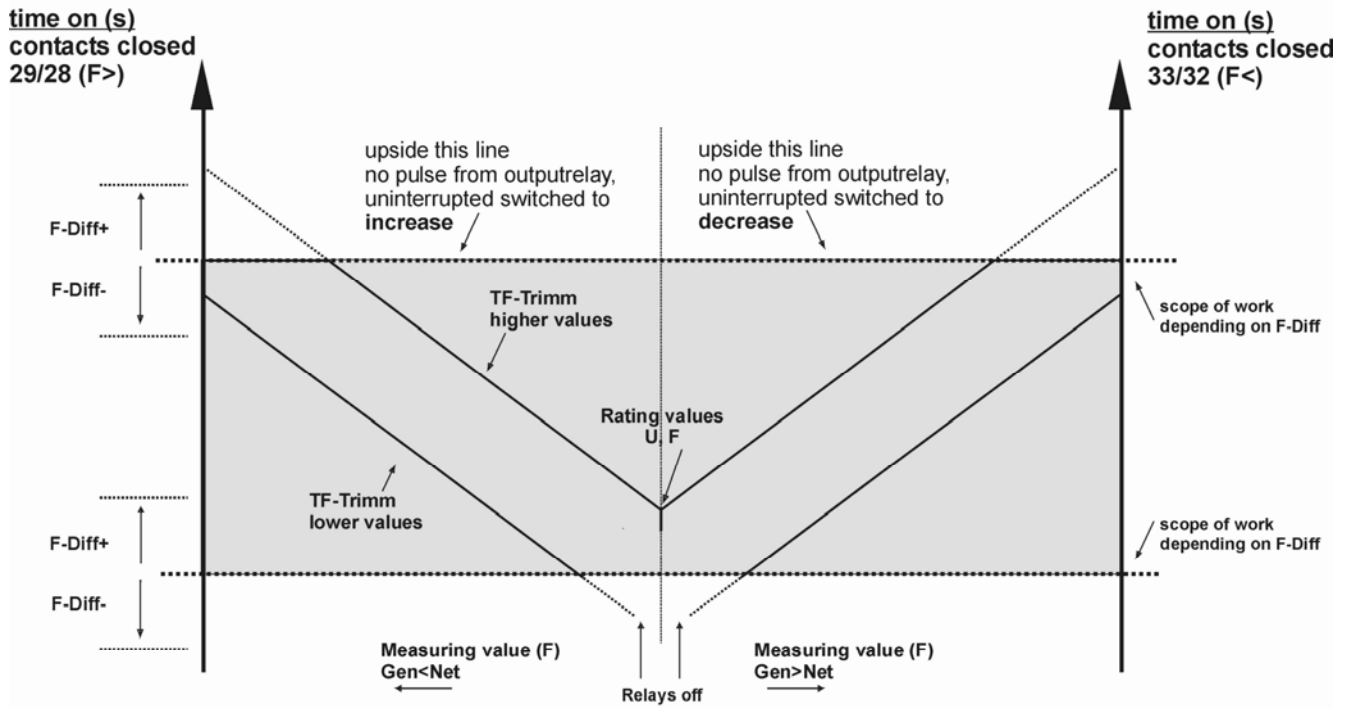 time on (s)
contacts closed
29/28 (F>)
time on (s)
contacts closed
33/32 (F<)
upside this line
no pulse from outputrelay,
uninterrupted switched to
increase
upside this line
no pulse from outputrelay,
uninterrupted switched to
decrease
F-Diff+
F-Diff-
TF-Trimm
higher values
scope of work
depending on F-Diff
Rating values
U, F
TF-Trimm
lower values
F-Diff+
F-Diff-
scope of work
depending on F-Diff
Measuring value (F)
Gen<Net
Relays off
Measuring value (F)
Gen>Net